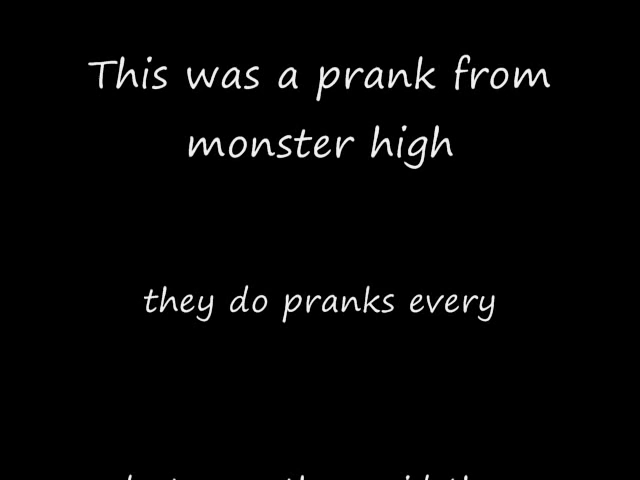 This was a prank from
monster high
they do pranks every